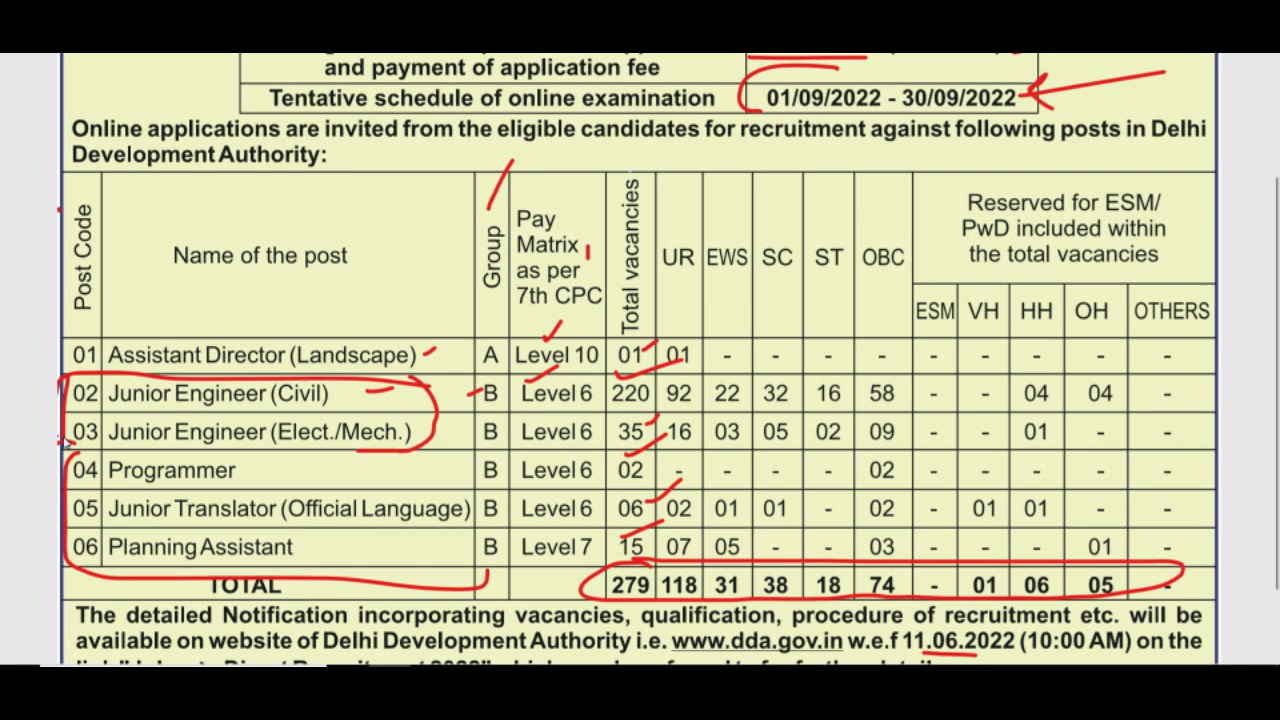 and payment of application fee
Tentative schedule of online examination 01/09/2022 - 30/09/2022
Online applications are invited from the eligible candidates for recruitment against following posts in Delhi
Development Authority:
Post Code Name of the post Group Pay Matrix as per 7th CPC Total vacancies UR EWS SC ST OBC Reserved for ESM/ PwD included within the total vacancies
ESM VH HH OH OTHERS
01 Assistant Director (Landscape) A Level 10 01 01 - - - - - - - - -
02 Junior Engineer (Civil) B Level 6 220 92 22 32 16 58 - - 04 04 -
03 Junior Engineer (Elect./Mech.) B Level 6 35 16 03 05 02 09 - - 01 - -
04 Programmer B Level 6 02 - - - - 02 - - - - -
05 Junior Translator (Official Language) B Level 6 06 02 01 01 - 02 - 01 01 - -
06 Planning Assistant B Level 7 15 07 05 - - 03 - - - 01 -
TOTAL 279 118 31 38 18 74 - 01 06 05 -
The detailed Notification incorporating vacancies, qualification, procedure of recruitment etc. will be
available on website of Delhi Development Authority i.e. www.dda.gov.in w.e.f 11.06.2022 (10:00 AM) on the